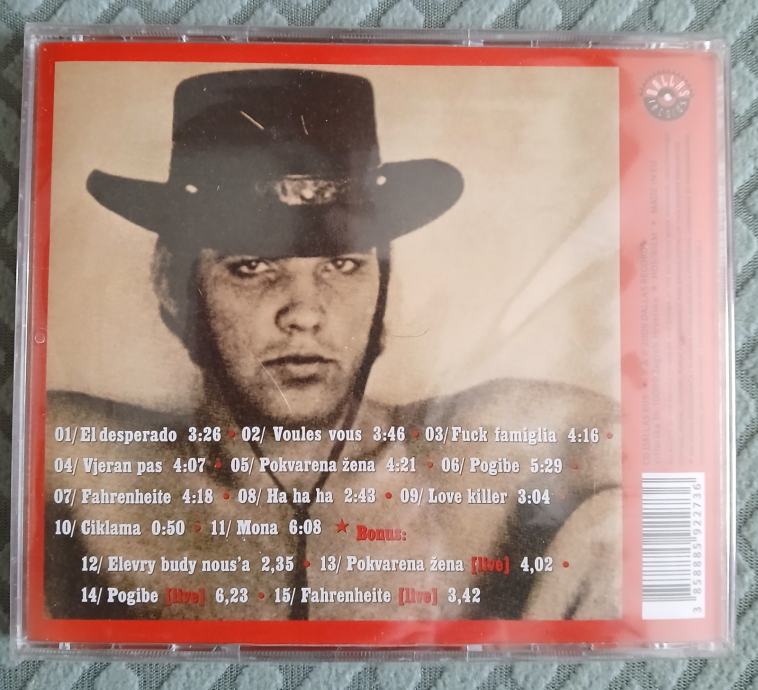 DALLAS
RECORDS
01/ El desperado 3:26 • 02/ Voules vous 3:46 • 03/ Fuck famiglia 4:16 •
04/ Vjeran pas 4:07 • 05/ Pokvarena žena 4:21 • 06/ Pogibe 5:29 •
07/ Fahrenheite 4:18 • 08/ Ha ha ha 2:43 • 09/ Love killer 3:04
10/ Ciklama 0:50 • 11/ Mona 6:08 ★ Bonus:
12/ Elevry budy nous'a 2,35 • 13/ Pokvarena žena [live] 4,02 •
14/ Pogibe [live] 6,23 • 15/ Fahrenheite [live] 3,42
3 858885 922736